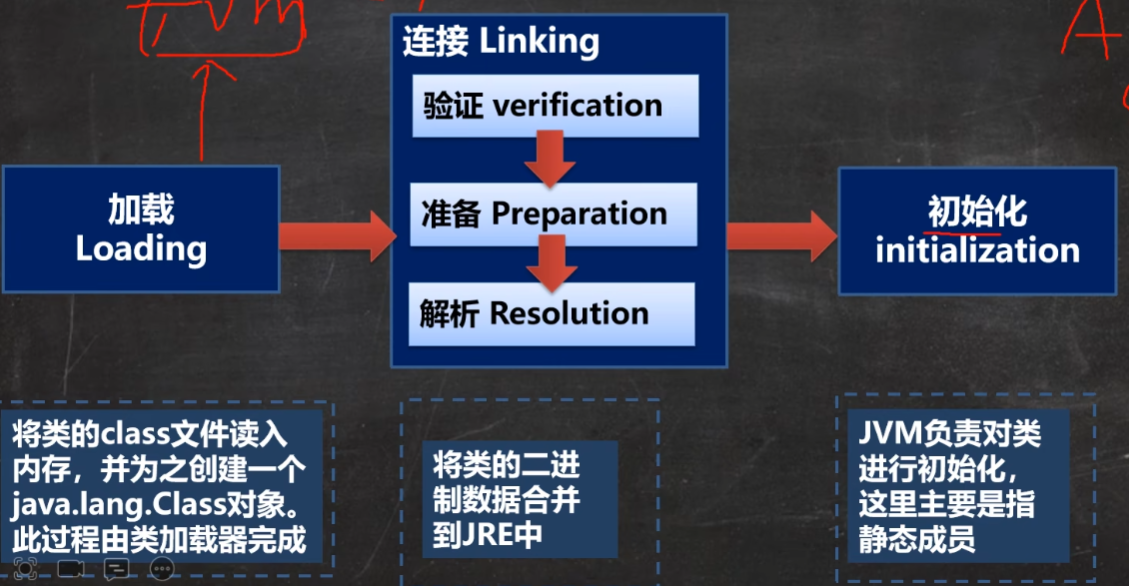 JVM
连接 Linking
验证 verification
准备 Preparation
解析 Resolution
加载
Loading
初始化
initialization
将类的class文件读入
内存，并为之创建一个
java.lang.Class对象。
此过程由类加载器完成
将类的二进
制数据合并
到JRE中
JVM负责对类
进行初始化，
这里主要是指
静态成员